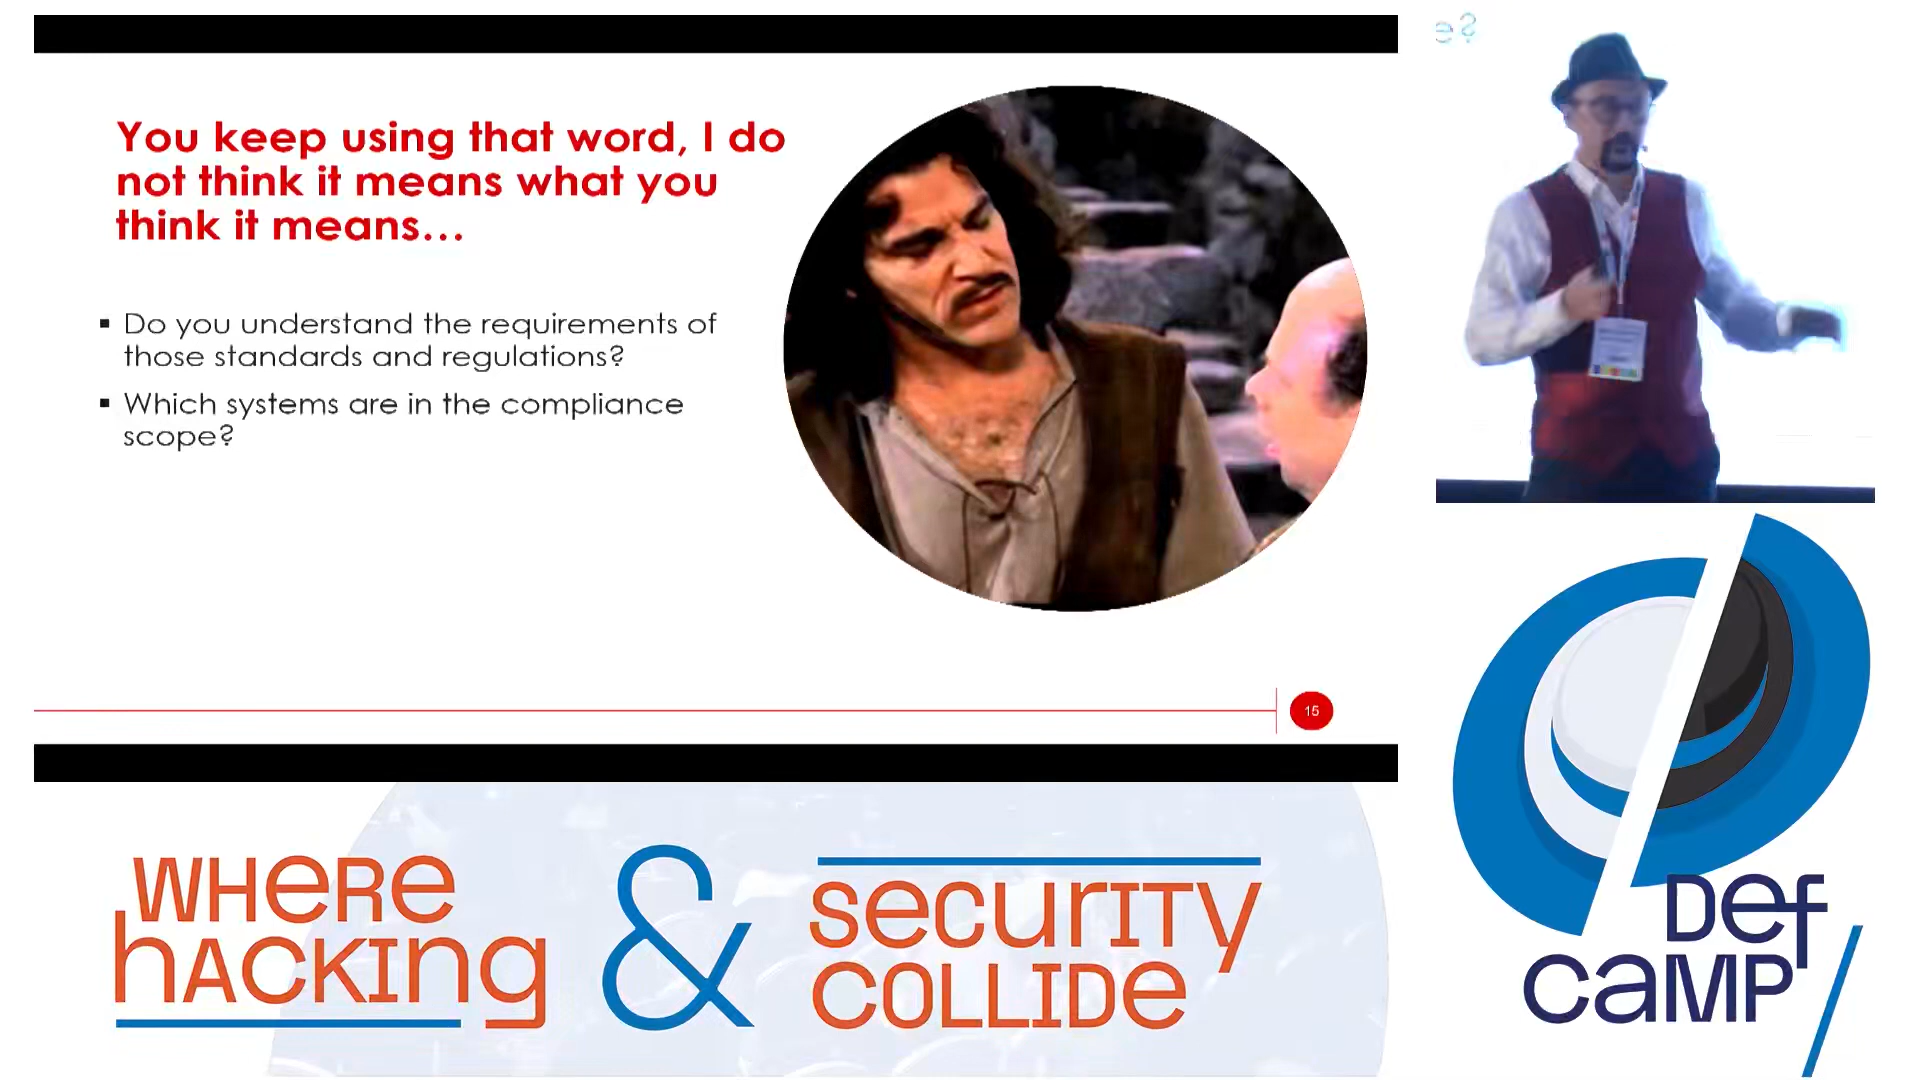 You keep using that word, I do
not think it means what you
think it means...
Do you understand the requirements of
those standards and regulations?
Which systems are in the compliance
scope?
15
e?
WHERE
HACKING
&
SECURITY
COLLIDE
DEF
CAMP